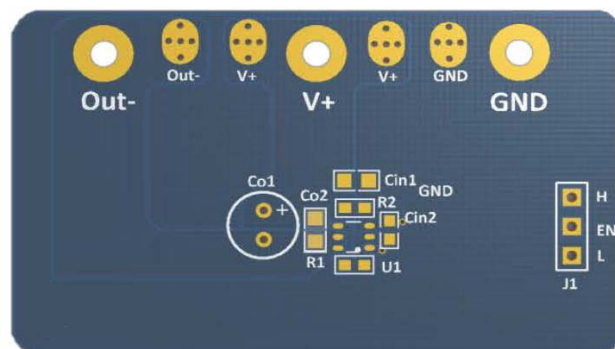 Out-
V+
V+
GND
Out-
V+
GND
Co1
+
Co2
Cin1
GND
R2
Cin2
R1
U1
H
EN
L
J1